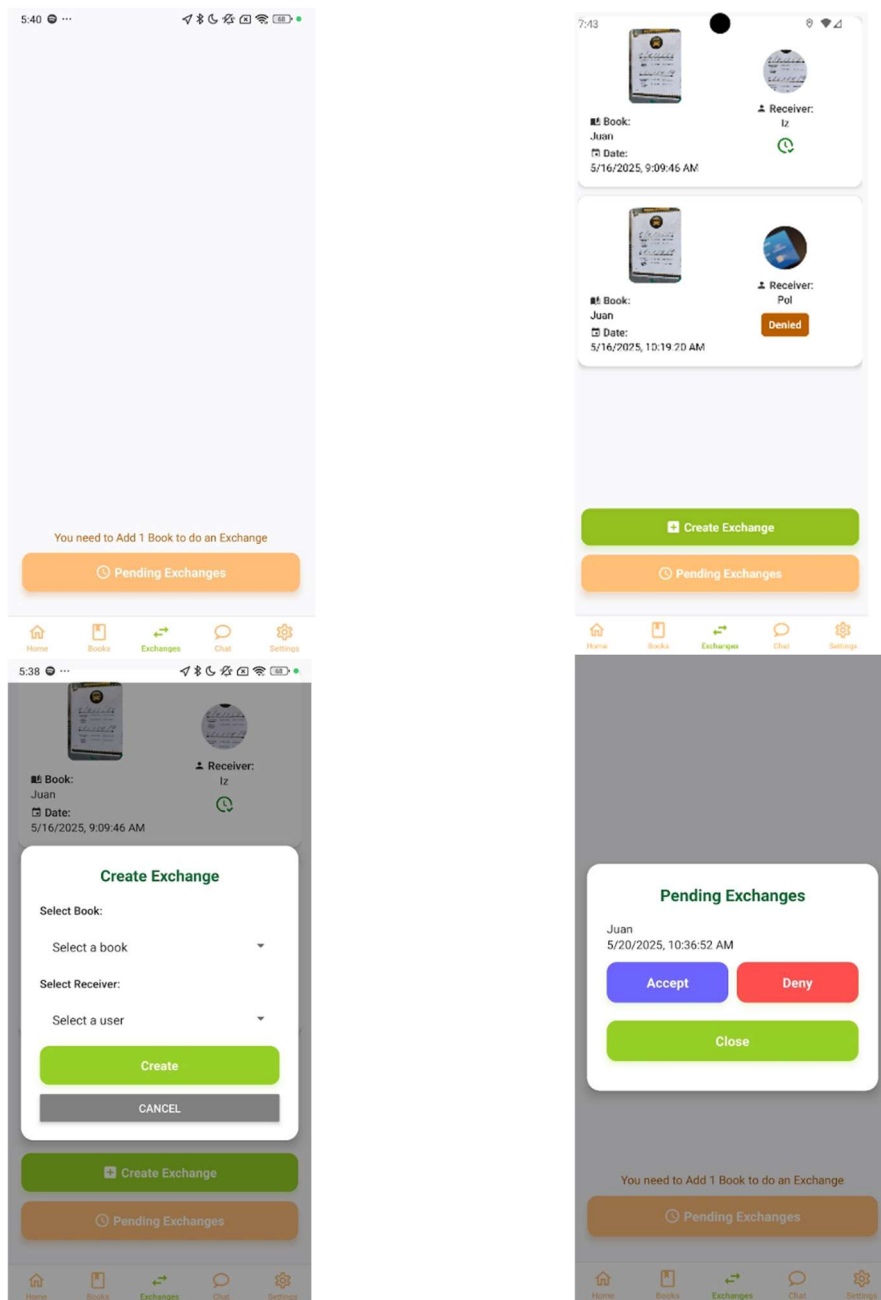 5:40
You need to Add 1 Book to do an Exchange
Pending Exchanges
Home Books Exchanges Chat Settings
7:43
Book:
Juan
Date:
5/16/2025, 9:09:46 AM
Receiver:
Iz
Book:
Juan
Date:
5/16/2025, 10:19:20 AM
Receiver:
Pol
Denied
Create Exchange
Pending Exchanges
Home Books Exchanges Chat Settings
5:38
Book:
Juan
Date:
5/16/2025, 9:09:46 AM
Receiver:
Iz
Create Exchange
Select Book:
Select a book
Select Receiver:
Select a user
Create
CANCEL
Create Exchange
Pending Exchanges
Home Books Exchanges Chat Settings
Pending Exchanges
Juan
5/20/2025, 10:36:52 AM
Accept Deny
Close
You need to Add 1 Book to do an Exchange
Pending Exchanges
Home Books Exchanges Chat Settings